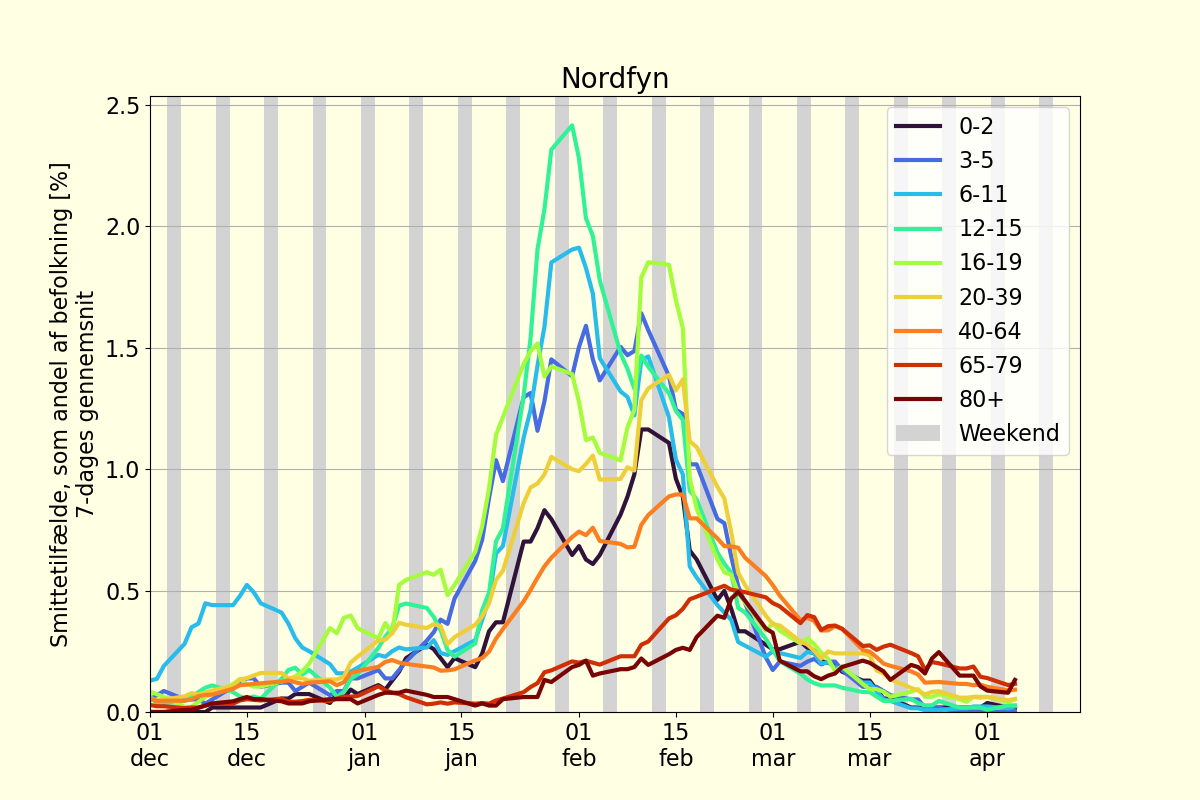 Nordfyn
Smittetilfælde, som andel af befolkning [%]
7-dages gennemsnit
2.5
2.0
1.5
1.0
0.5
0.0
0-2
3-5
6-11
12-15
16-19
20-39
40-64
65-79
80+
Weekend
01 15 01 15 01 15 01 15 01
dec dec jan jan feb feb mar mar apr